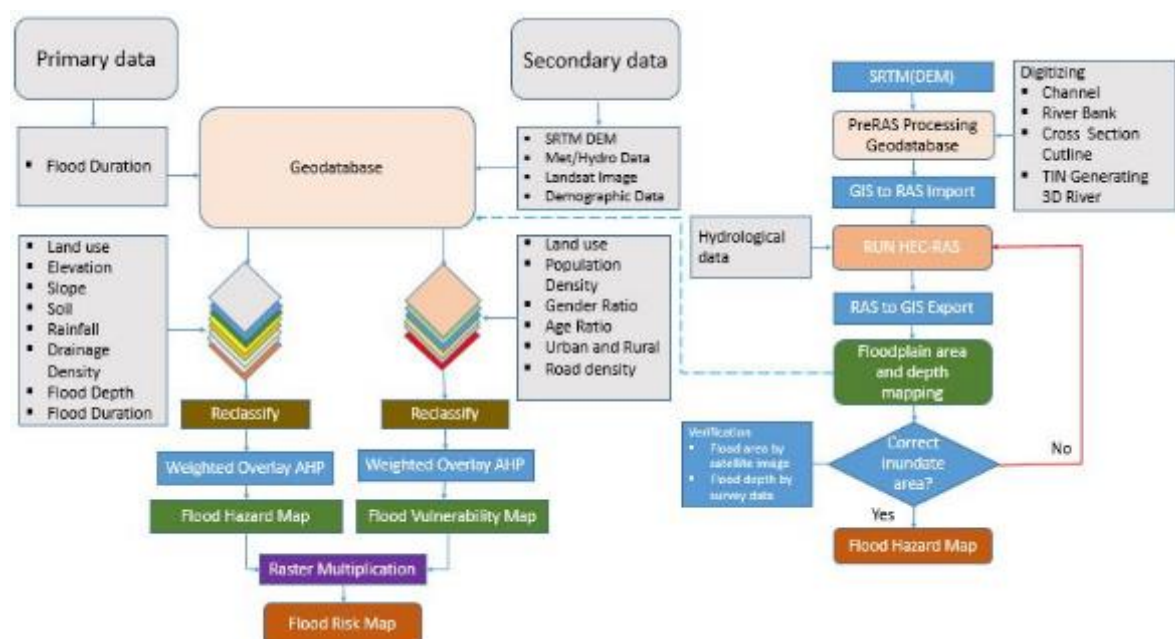 Primary data
Secondary data
Flood Duration
Geodatabase
SRTM DEM
Met/Hydro Data
Landsat Image
Demographic Data
Land use
Elevation
Slope
Soil
Rainfall
Drainage
Density
Flood Depth
Flood Duration
Land use
Population
Density
Gender Ratio
Age Ratio
Urban and Rural
Road density
Reclassify
Reclassify
Weighted Overlay AHP
Weighted Overlay AHP
Flood Hazard Map
Flood Vulnerability Map
Raster Multiplication
Flood Risk Map
SRTM(DEM)
PreRAS Processing
Geodatabase
Digitizing
Channel
River Bank
Cross Section
Cutline
TIN Generating
3D River
GIS to RAS Import
Hydrological
data
RUN HEC-RAS
RAS to GIS Export
Floodplain area
and depth
mapping
Verification
Flood area by
satellite image
Flood depth by
survey data
Correct
inundate
area?
No
Yes
Flood Hazard Map